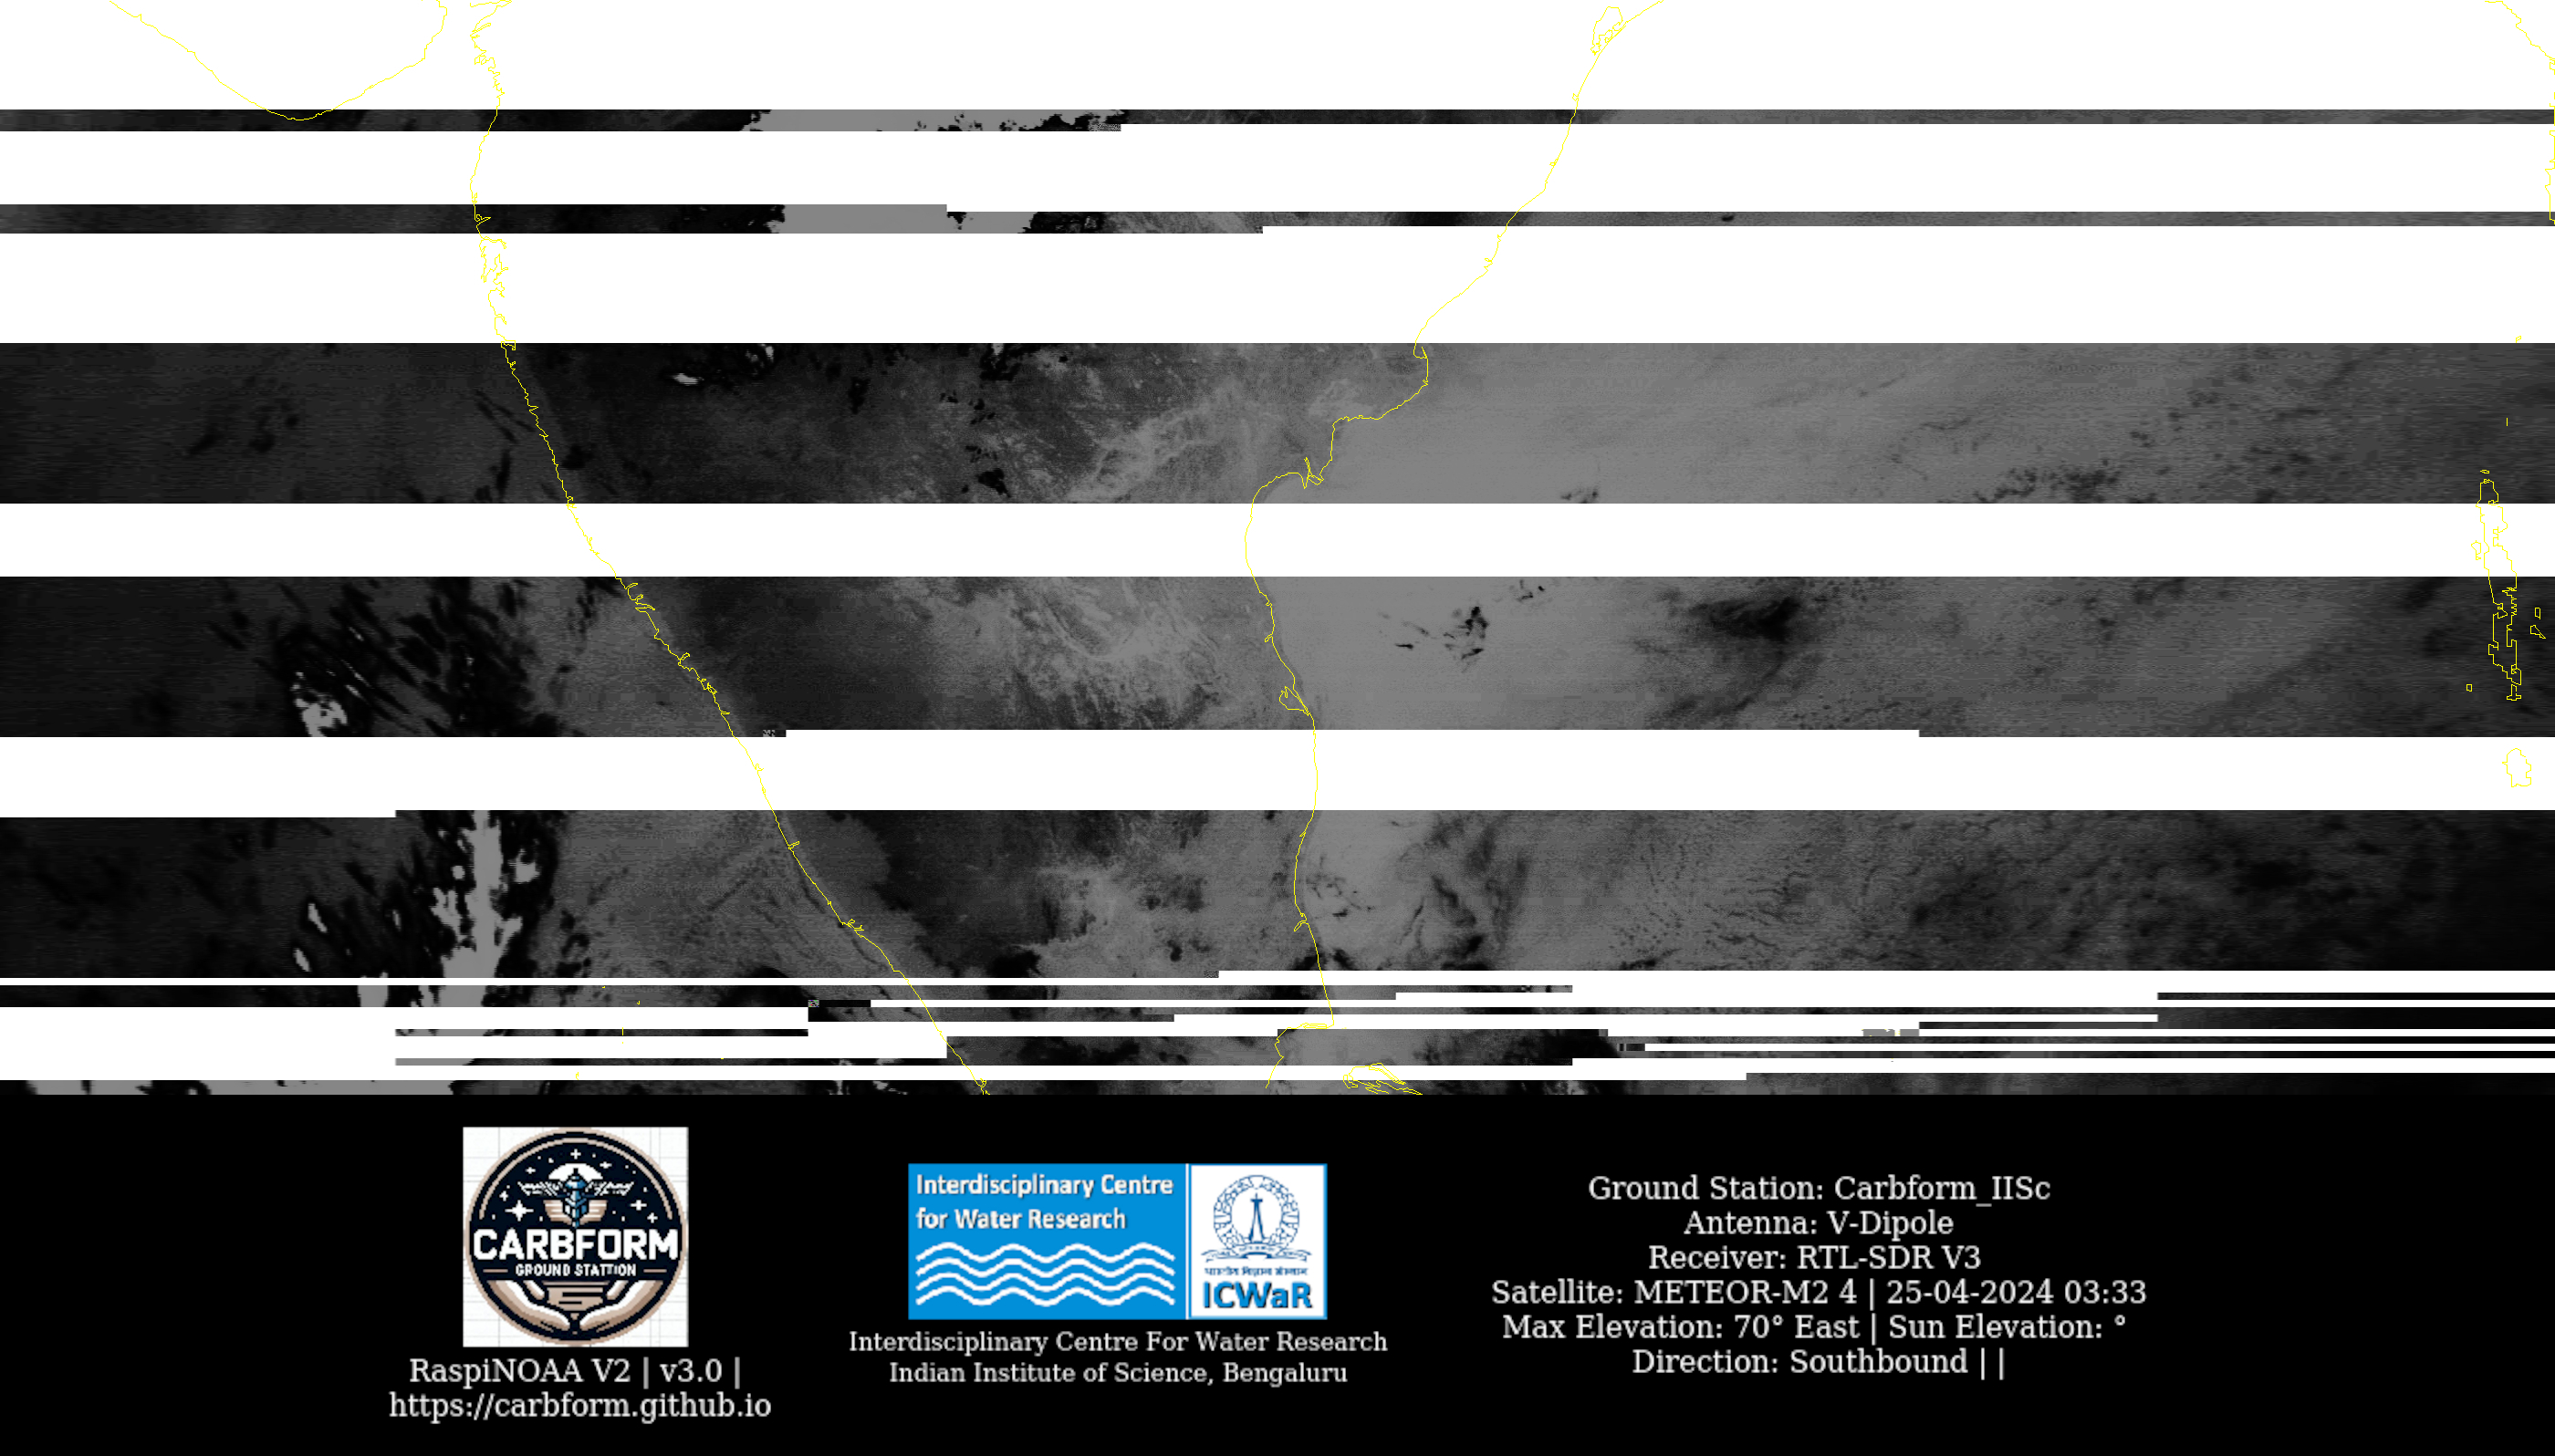 CARBFORM
GROUND STATTION
RaspiNOAA V2 | v3.0 |
https://carbform.github.io
Interdisciplinary Centre
for Water Research
भारतीय विज्ञान संस्थान
ICWaR
Interdisciplinary Centre For Water Research
Indian Institute of Science, Bengaluru
Ground Station: Carbform_IISc
Antenna: V-Dipole
Receiver: RTL-SDR V3
Satellite: METEOR-M2 4 | 25-04-2024 03:33
Max Elevation: 70° East | Sun Elevation: °
Direction: Southbound | |